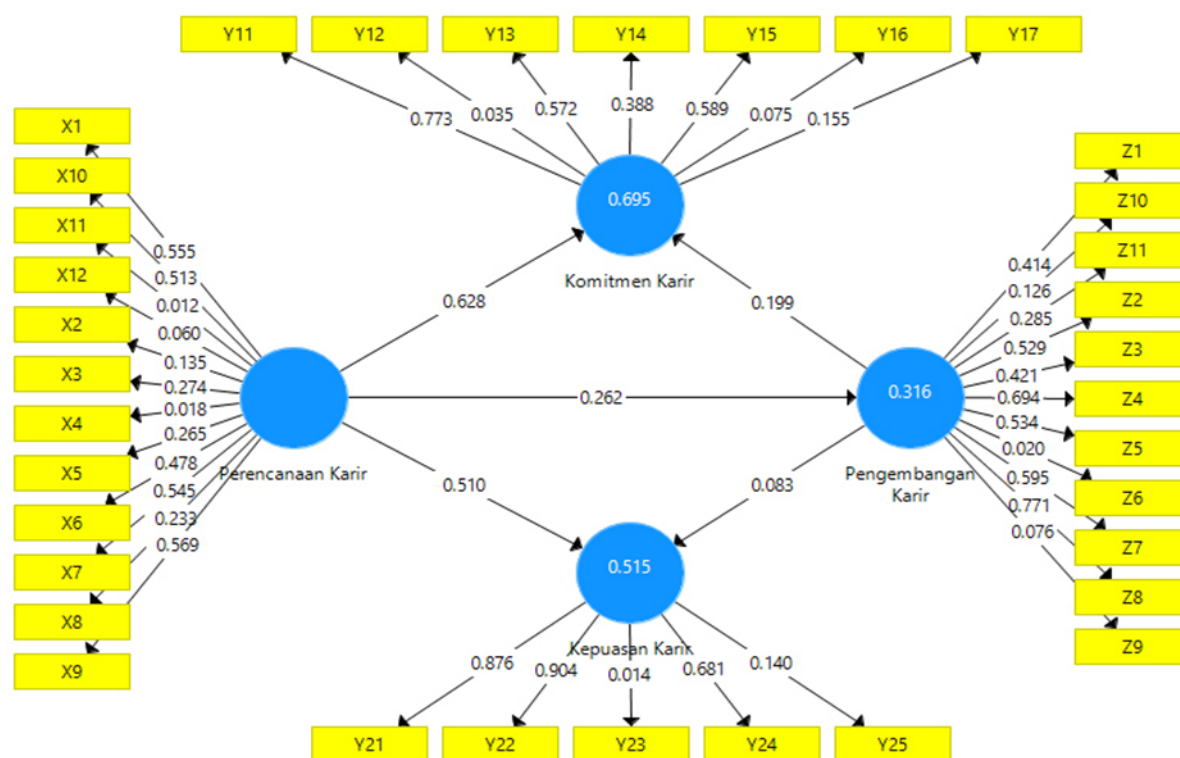 Y11
Y12
Y13
Y14
Y15
Y16
Y17
0.773
0.035
0.572
0.388
0.589
0.075
0.155
X1
X10
X11
X12
X2
X3
X4
X5
X6
X7
X8
X9
0.555
0.513
0.012
0.060
0.135
0.274
0.018
0.265
0.478
0.545
0.233
0.569
Perencanaan Karir
0.695
Komitmen Karir
0.628
0.199
0.262
0.510
0.083
0.316
Pengembangan
Karir
0.414
0.126
0.285
0.529
0.421
0.694
0.534
0.020
0.595
0.771
0.076
Z1
Z10
Z11
Z2
Z3
Z4
Z5
Z6
Z7
Z8
Z9
0.515
Kepuasan Karir
0.876
0.904
0.014
0.681
0.140
Y21
Y22
Y23
Y24
Y25